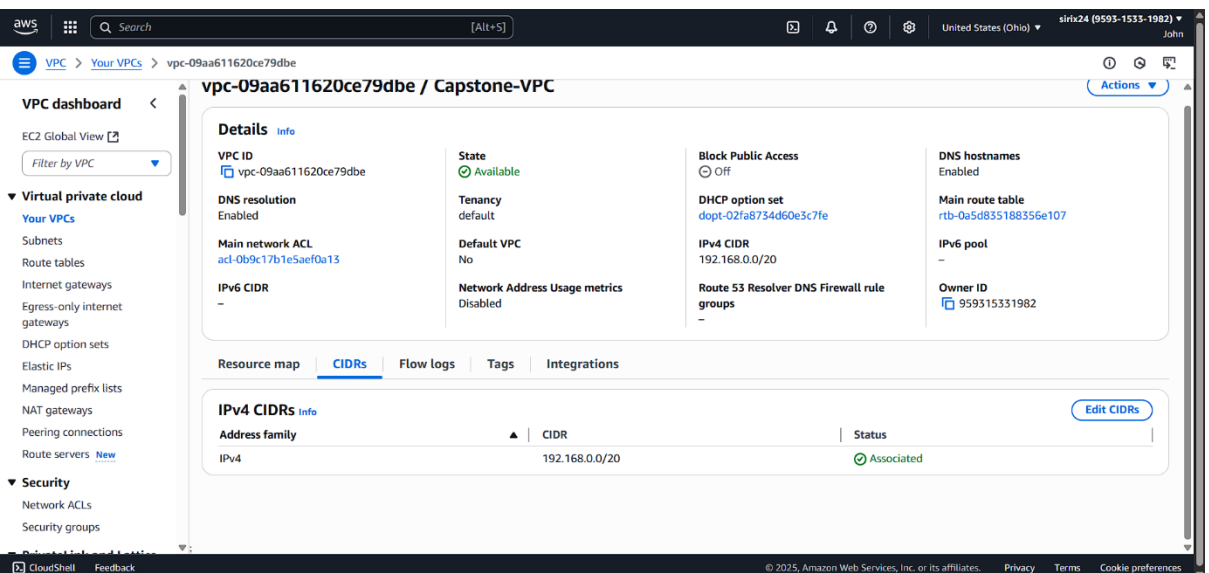 aws
Search [Alt+S]
United States (Ohio) ▼
sirix24 (9593-1533-1982) ▼
John
VPC > Your VPCs > vpc-09aa611620ce79dbe
VPC dashboard
EC2 Global View
Filter by VPC
Virtual private cloud
Your VPCs
Subnets
Route tables
Internet gateways
Egress-only internet
gateways
DHCP option sets
Elastic IPs
Managed prefix lists
NAT gateways
Peering connections
Route servers New
Security
Network ACLs
Security groups
PrivateLink and Lattice
vpc-09aa611620ce79dbe / Capstone-VPC
Actions ▼
Details Info
VPC ID
vpc-09aa611620ce79dbe
State
Available
Block Public Access
Off
DNS hostnames
Enabled
DNS resolution
Enabled
Tenancy
default
DHCP option set
dopt-02fa8734d60e3c7fe
Main route table
rtb-0a5d835188356e107
Main network ACL
acl-0b9c17b1e5aef0a13
Default VPC
No
IPv4 CIDR
192.168.0.0/20
IPv6 pool
–
IPv6 CIDR
–
Network Address Usage metrics
Disabled
Route 53 Resolver DNS Firewall rule
groups
–
Owner ID
959315331982
Resource map CIDRs Flow logs Tags Integrations
IPv4 CIDRs Info
Edit CIDRs
Address family CIDR Status
IPv4 192.168.0.0/20 Associated
CloudShell Feedback © 2025, Amazon Web Services, Inc. or its affiliates. Privacy Terms Cookie preferences